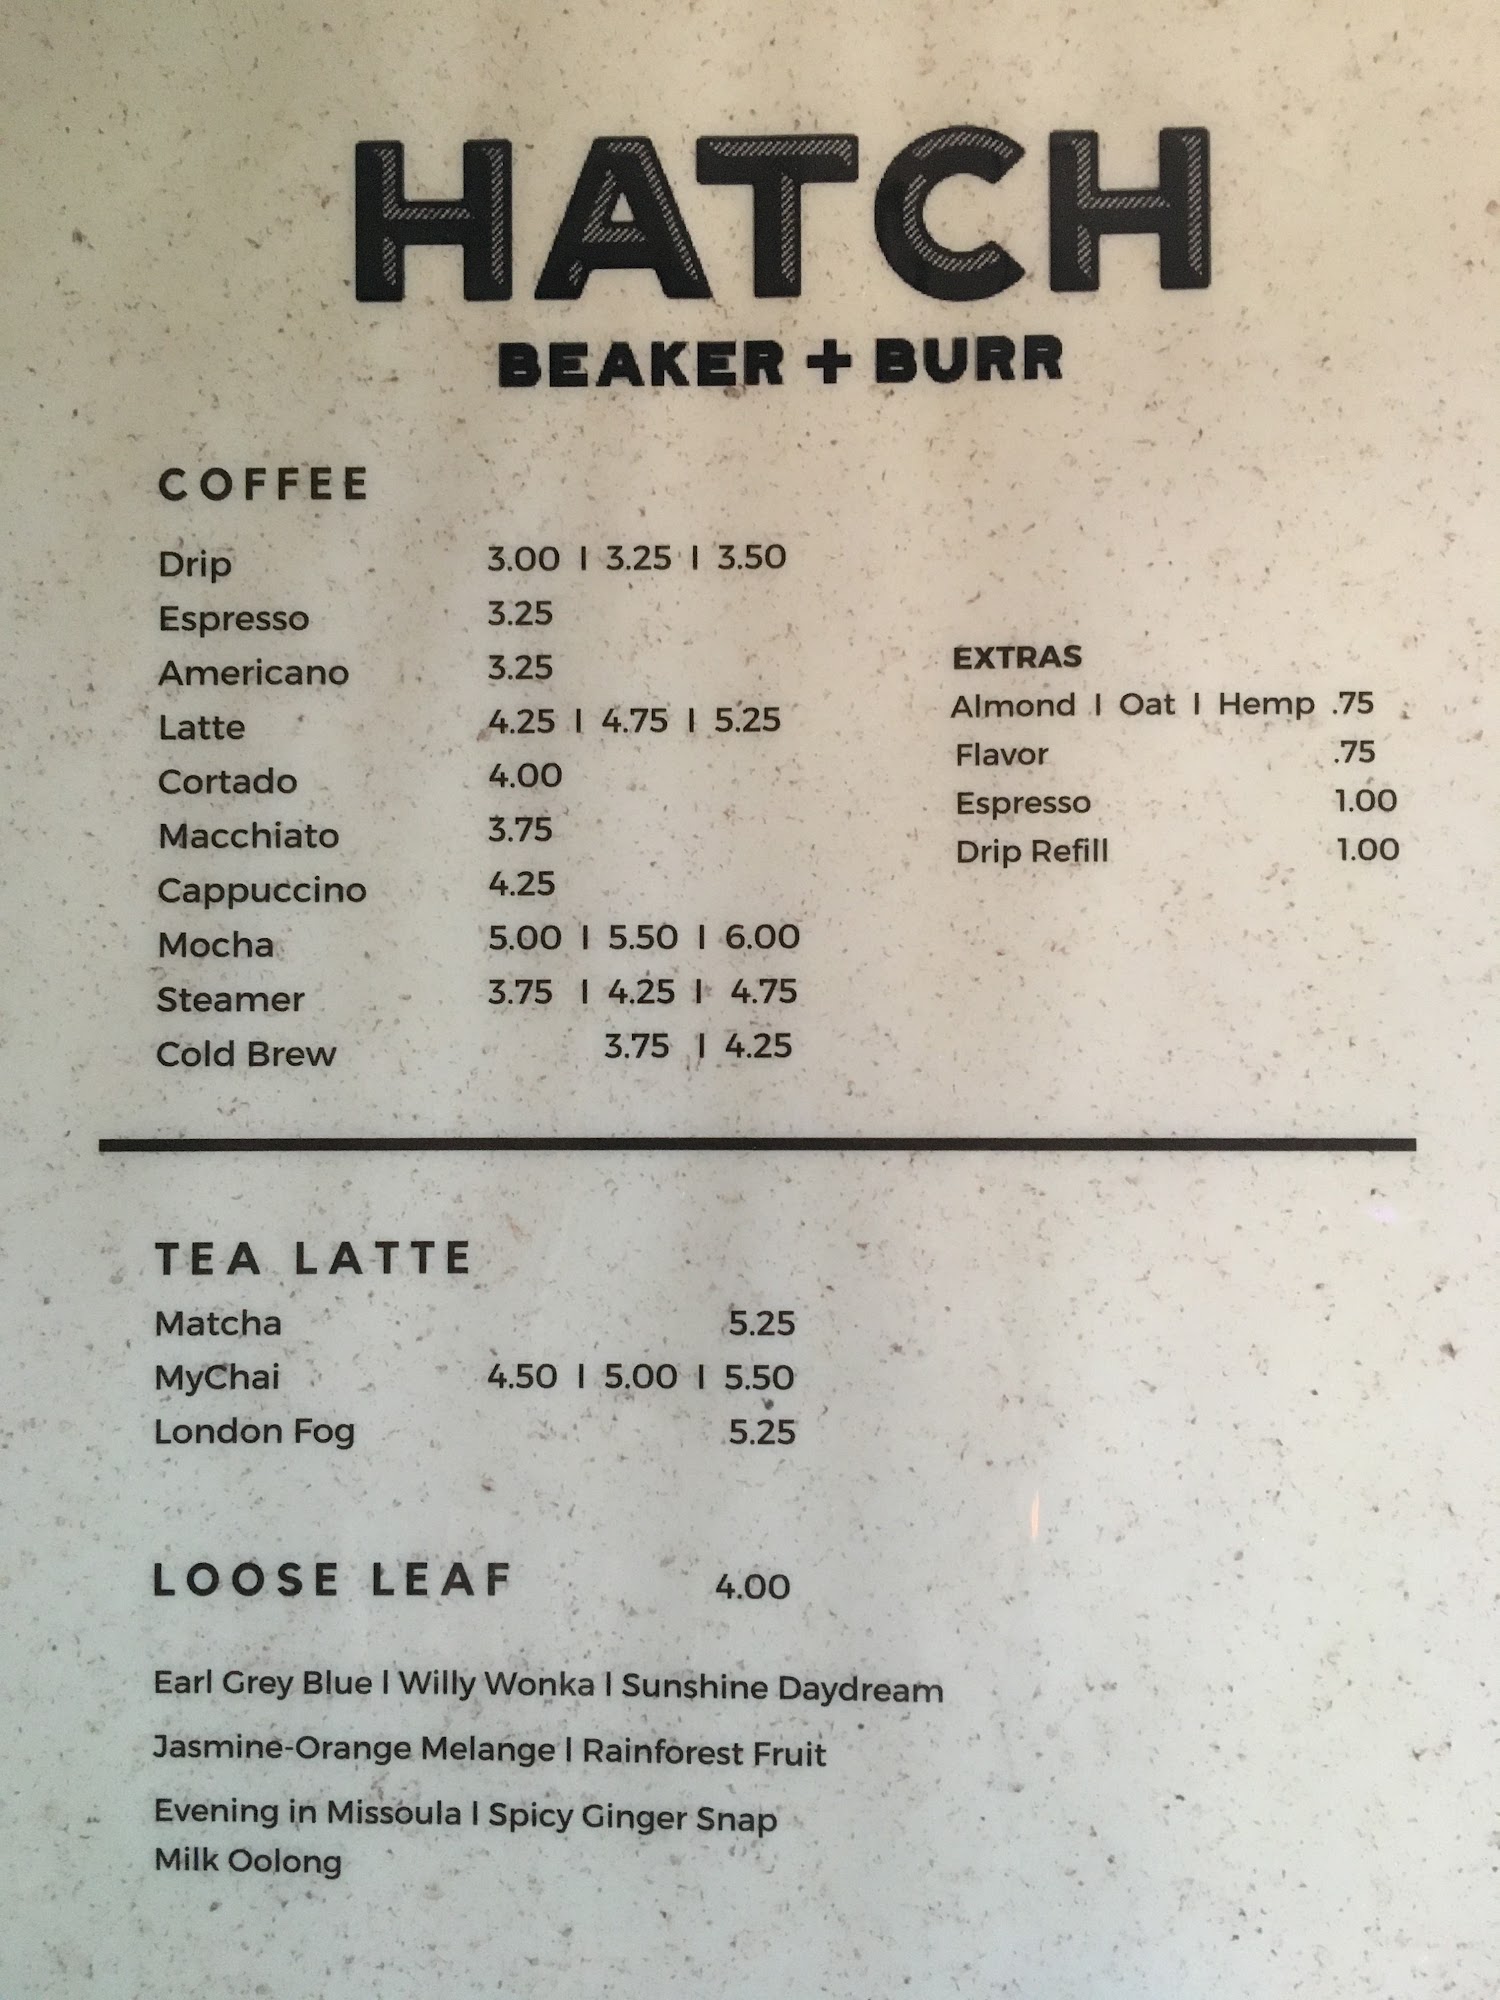 HATCH
BEAKER + BURR
COFFEE
Drip 3.00 | 3.25 | 3.50
Espresso 3.25
Americano 3.25
Latte 4.25 | 4.75 | 5.25
Cortado 4.00
Macchiato 3.75
Cappuccino 4.25
Mocha 5.00 | 5.50 | 6.00
Steamer 3.75 | 4.25 | 4.75
Cold Brew 3.75 | 4.25
EXTRAS
Almond | Oat | Hemp .75
Flavor .75
Espresso 1.00
Drip Refill 1.00
TEA LATTE
Matcha 5.25
MyChai 4.50 | 5.00 | 5.50
London Fog 5.25
LOOSE LEAF 4.00
Earl Grey Blue | Willy Wonka | Sunshine Daydream
Jasmine-Orange Melange | Rainforest Fruit
Evening in Missoula | Spicy Ginger Snap
Milk Oolong